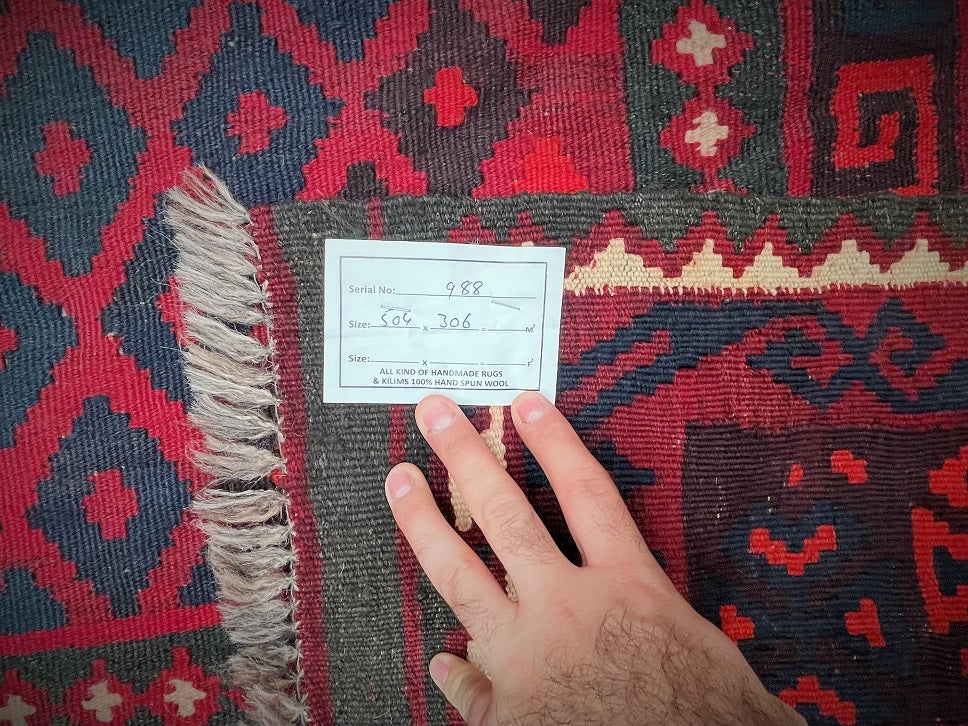 Serial No: 988
Size: 504 x 306 = M²
Size: x = F²
ALL KIND OF HANDMADE RUGS
& KILIMS 100% HAND SPUN WOOL